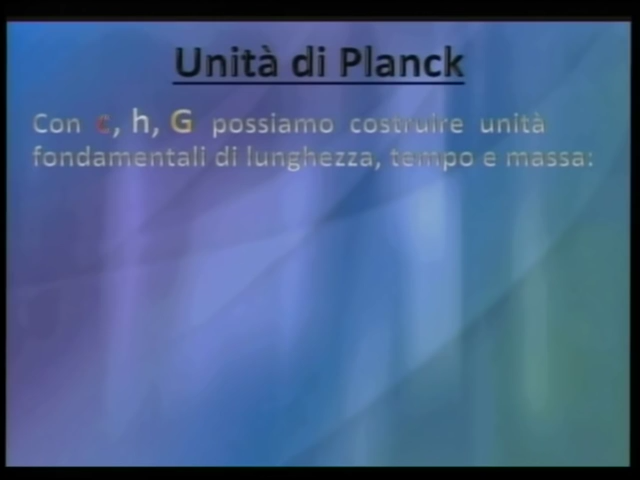 Unità di Planck
Con c, h, G possiamo costruire unità
fondamentali di lunghezza, tempo e massa: